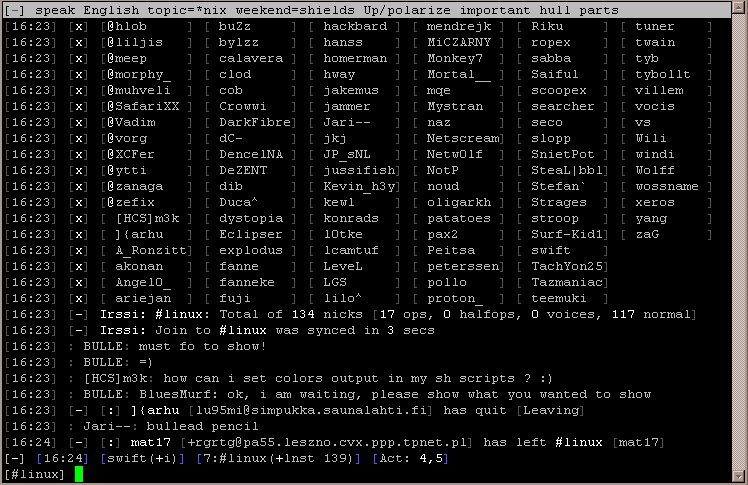 [-] speak English topic=*nix weekend=shields Up/polarize important hull parts
[16:23] [x] [@hlob ] [ buZz ] [ hackbard ] [ mendrejk ] [ Riku ] [ tuner ]
[16:23] [x] [@liljis ] [ bylzz ] [ hanss ] [ MiCZARNY ] [ ropex ] [ twain ]
[16:23] [x] [@meep ] [ calavera ] [ homerman ] [ Monkey7 ] [ sabba ] [ tyb ]
[16:23] [x] [@morphy_ ] [ clod ] [ hway ] [ Mortal__ ] [ Saiful ] [ tybollt ]
[16:23] [x] [@muhveli ] [ cob ] [ jakemus ] [ mqe ] [ scoopex ] [ villem ]
[16:23] [x] [@SafariXX ] [ Crowwi ] [ jammer ] [ Mystran ] [ searcher ] [ vocis ]
[16:23] [x] [@Vadim ] [ DarkFibre] [ Jari-- ] [ naz ] [ seco ] [ vs ]
[16:23] [x] [@vorg ] [ dC- ] [ jkj ] [ Netscream] [ slopp ] [ Wili ]
[16:23] [x] [@XCFer ] [ DencelNA ] [ JP_sNL ] [ NetwOlf ] [ SnietPot ] [ windi ]
[16:23] [x] [@ytti ] [ DeZENT ] [ jussifish] [ NotP ] [ SteaL|bbl] [ Wolff ]
[16:23] [x] [@zanaga ] [ dib ] [ Kevin_h3y] [ noud ] [ Stefan` ] [ wossname ]
[16:23] [x] [@zefix ] [ Duca^ ] [ kewl ] [ oligarkh ] [ Strages ] [ xeros ]
[16:23] [x] [ [HCS]m3k ] [ dystopia ] [ konrads ] [ patatoes ] [ stroop ] [ yang ]
[16:23] [x] [ ]{arhu ] [ Eclipser ] [ lOtke ] [ pax2 ] [ Surf-Kid1] [ zaG ]
[16:23] [x] [ A_Ronzitt] [ explodus ] [ lcamtuf ] [ Peitsa ] [ swift ]
[16:23] [x] [ akonan ] [ fanne ] [ LeveL ] [ peterssen] [ TachYon25]
[16:23] [x] [ AngelO_ ] [ fanneke ] [ LGS ] [ pollo ] [ Tazmaniac]
[16:23] [x] [ ariejan ] [ fuji ] [ lilo^ ] [ proton_ ] [ teemuki ]
[16:23] [-] Irssi: #linux: Total of 134 nicks [17 ops, 0 halfops, 0 voices, 117 normal]
[16:23] [-] Irssi: Join to #linux was synced in 3 secs
[16:23] : BULLE: must fo to show!
[16:23] : BULLE: =)
[16:23] : [HCS]m3k: how can i set colors output in my sh scripts ? :)
[16:23] : BULLE: BluesMurf: ok, i am waiting, please show what you wanted to show
[16:23] [-] [:] ]{arhu [lu95mi@simpukka.saunalahti.fi] has quit [Leaving]
[16:23] : Jari--: bullead pencil
[16:24] [-] [:] mat17 [+rgrtg@pa55.leszno.cvx.ppp.tpnet.pl] has left #linux [mat17]
[-] [16:24] [swift(+i)] [7:#linux(+lnst 139)] [Act: 4,5]
[#linux]